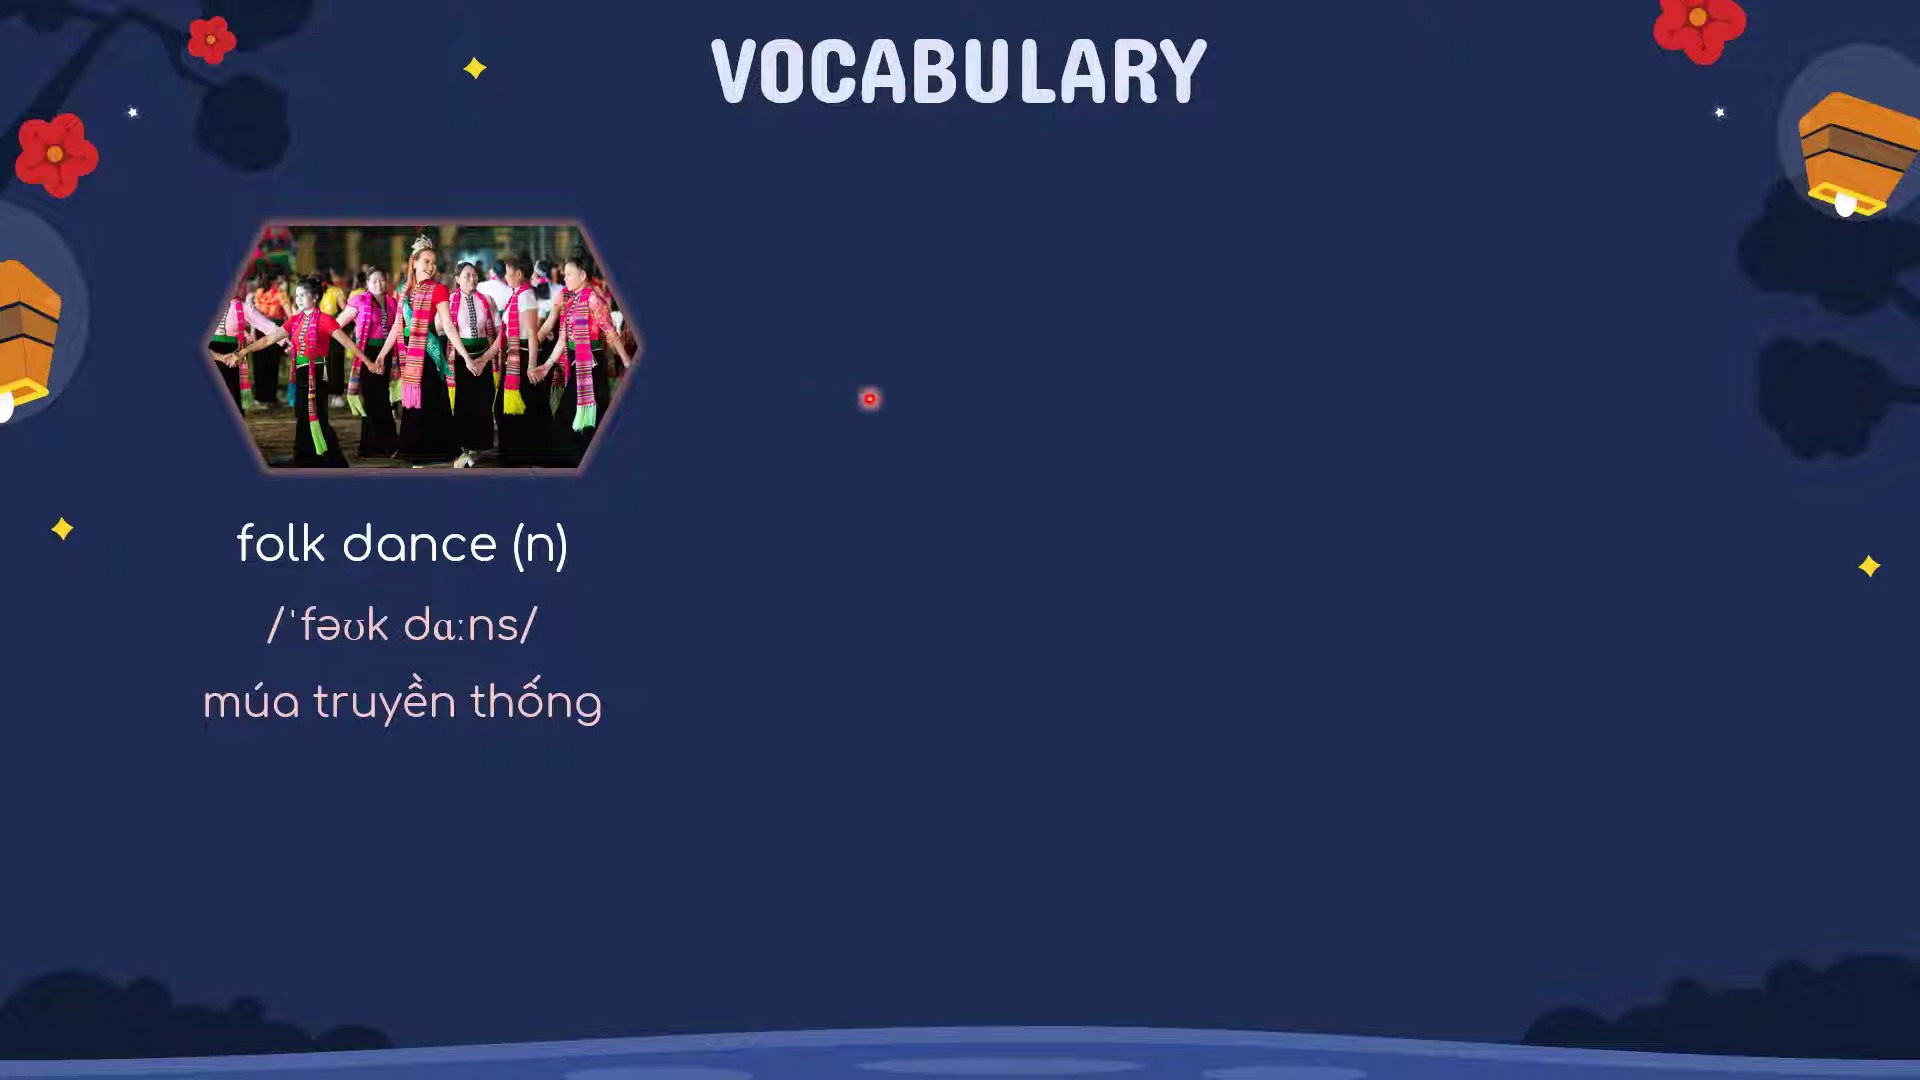 VOCABULARY
folk dance (n)
/ˈfəʊk dɑːns/
múa truyền thống